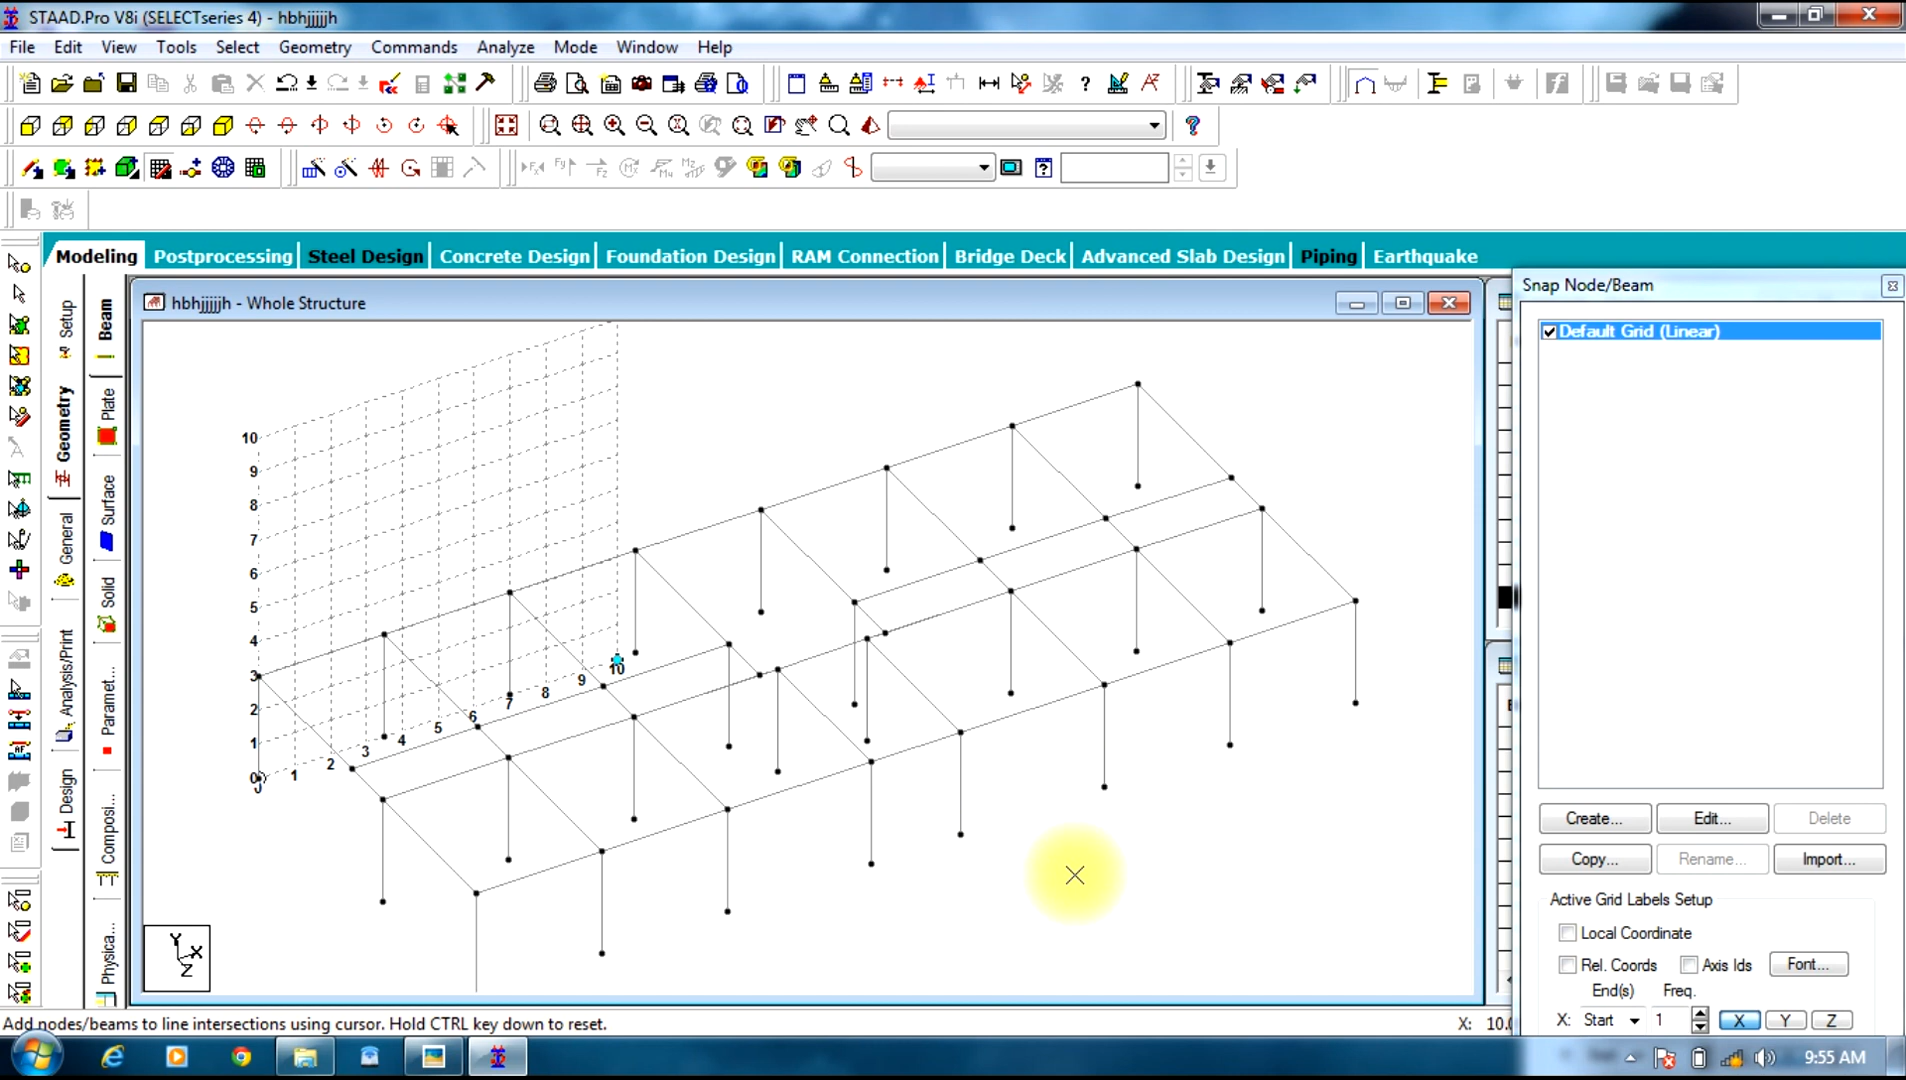 STAAD.Pro V8i (SELECTseries 4) - hbhjjjjjh
File Edit View Tools Select Geometry Commands Analyze Mode Window Help
Modeling Postprocessing Steel Design Concrete Design Foundation Design RAM Connection Bridge Deck Advanced Slab Design Piping Earthquake
Setup
Geometry
General
Analysis/Print
Design
Beam
Plate
Surface
Solid
Paramet...
Composi...
Physica...
hbhjjjjjh - Whole Structure
10
9
8
7
6
5
4
3
2
1
0
1 2 3 4 5 6 7 8 9 10
Y
X
Z
Snap Node/Beam
Default Grid (Linear)
Create... Edit... Delete
Copy... Rename... Import...
Active Grid Labels Setup
Local Coordinate
Rel. Coords Axis Ids Font...
End(s) Freq.
X: Start 1 X Y Z
Add nodes/beams to line intersections using cursor. Hold CTRL key down to reset.
X: 10.0
9:55 AM